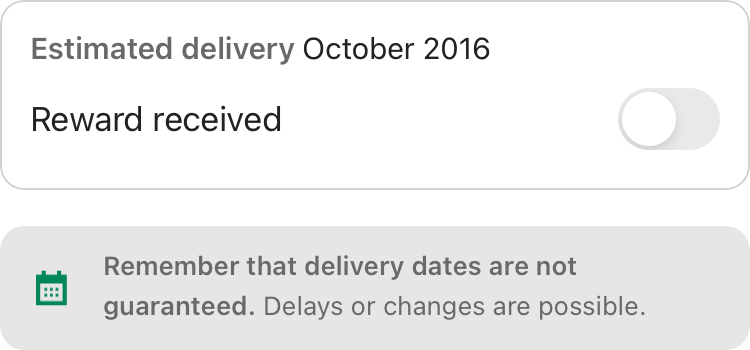 Estimated delivery October 2016
Reward received
Remember that delivery dates are not
guaranteed. Delays or changes are possible.